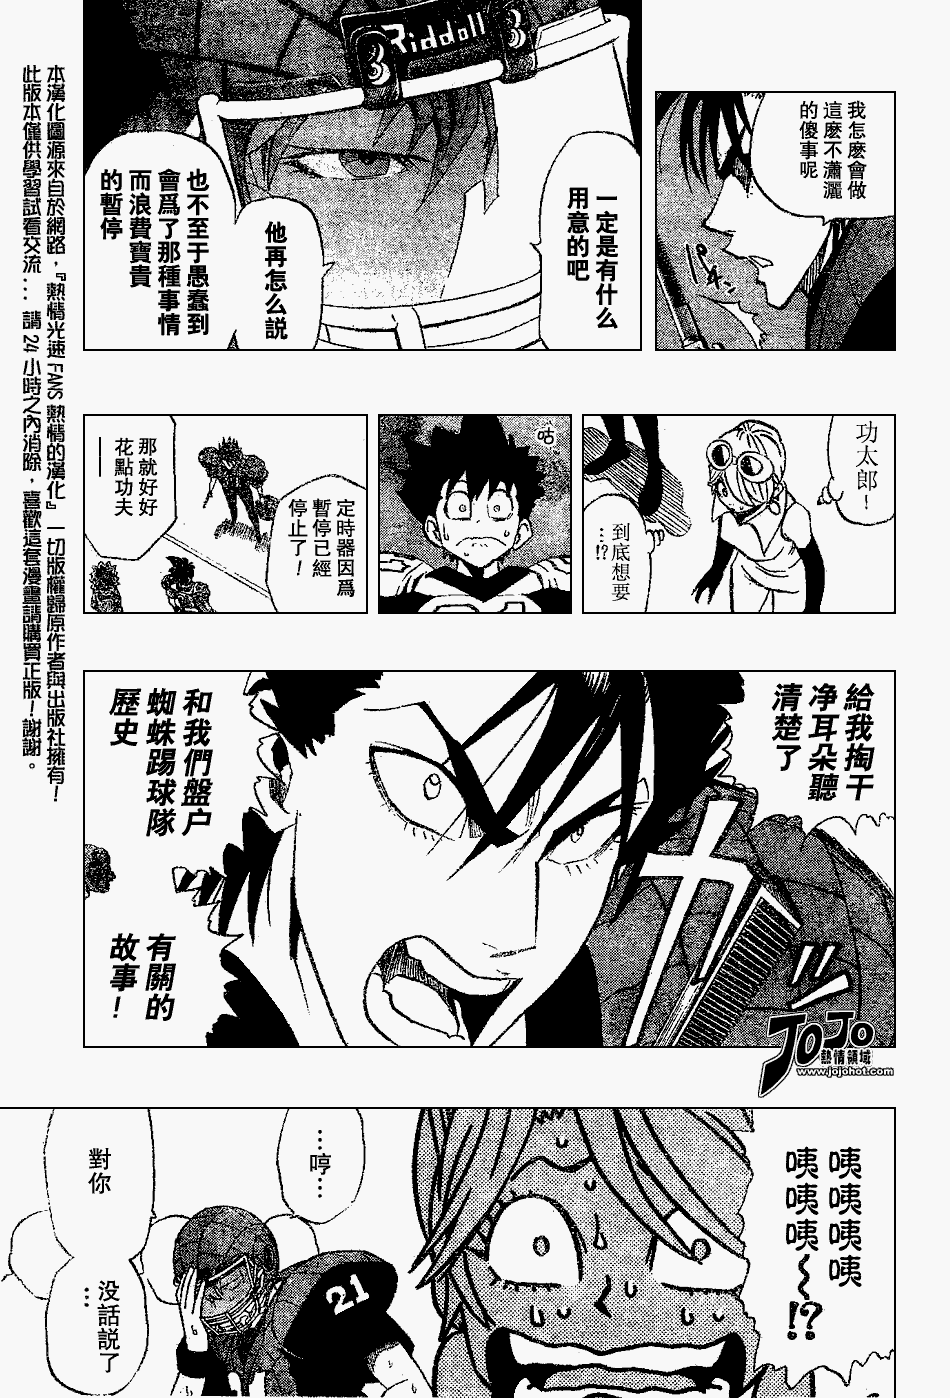 我怎麽會做
這麽不瀟灑
的傻事呢
Riddoll
一定是有什么
用意的吧
他再怎么説
也不至于愚蠢到
會爲了那種事情
而浪費寶貴
的暫停
功太郎！
到底想要
…!?
咕
定時器因爲
暫停已經
停止了！
那就好好
花點功夫
——
給我掏干
净耳朵聽
清楚了
和我們盤户
蜘蛛踢球隊
歷史
有關的
故事！
JOJO
熱情領域
www.jojohot.com
咦咦咦咦
咦咦咦～!?
…哼…
21
對你
没話説了
…
本漢化圖源來自於網路，『熱情光速FANS熱情的漢化』一切版權歸原作者與出版社擁有！
此版本僅供學習試看交流...請24小時之內消除，喜歡這套漫畫請購買正版！謝謝。